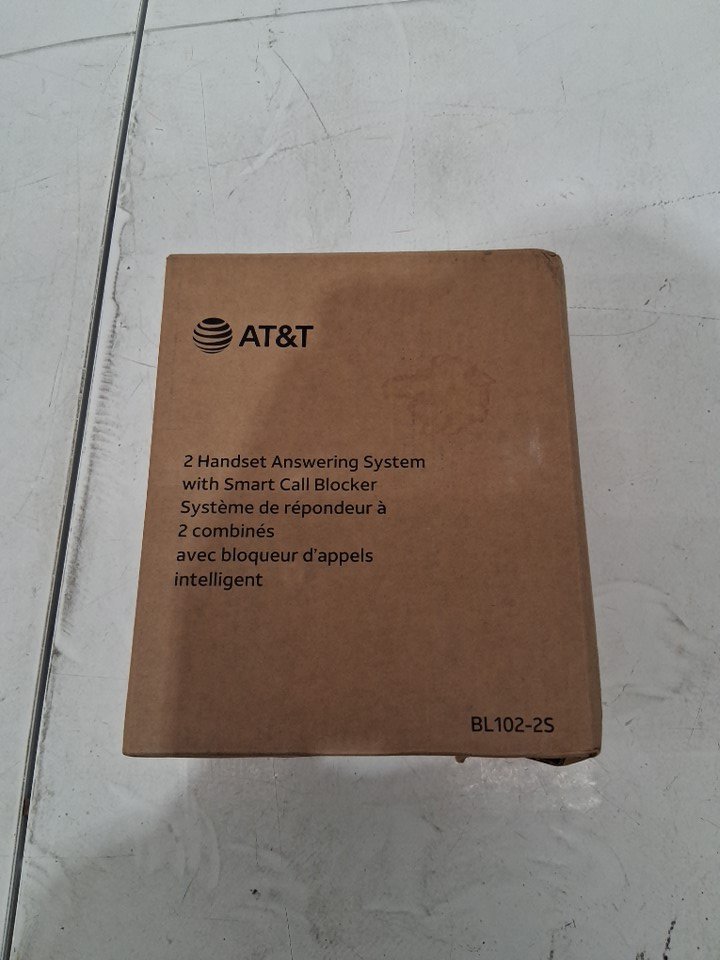 AT&T
2 Handset Answering System
with Smart Call Blocker
Système de répondeur à
2 combinés
avec bloqueur d'appels
intelligent
BL102-2S